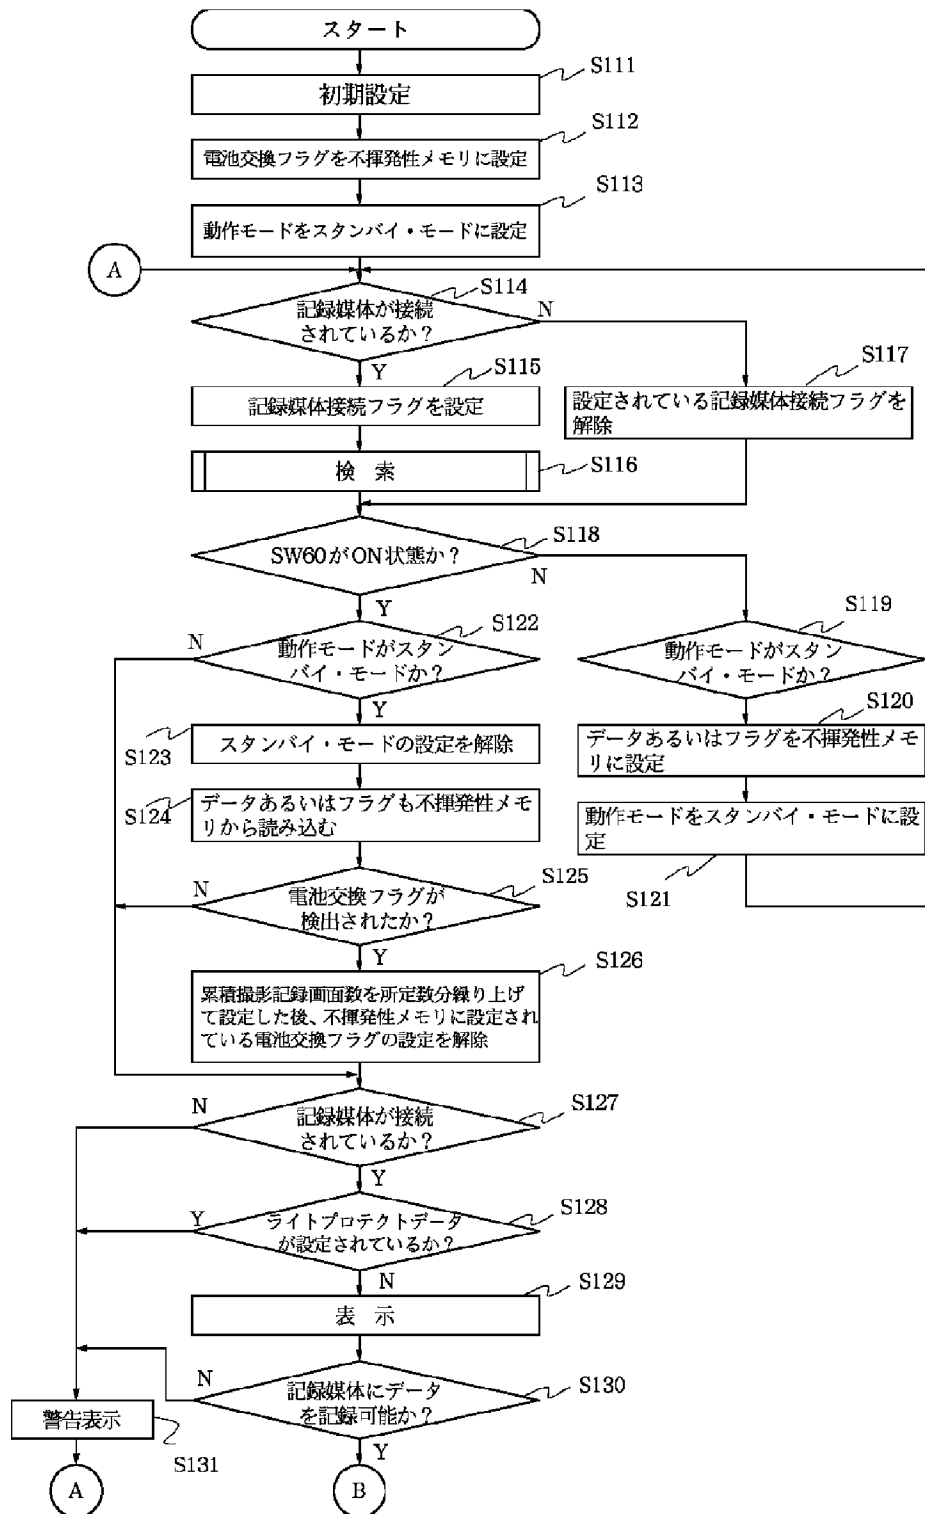 スタート
S111
初期設定
S112
電池交換フラグを不揮発性メモリに設定
S113
動作モードをスタンバイ・モードに設定
A
S114
記録媒体が接続
されているか？
N
Y
S115
記録媒体接続フラグを設定
S117
設定されている記録媒体接続フラグを
解除
検 索
S116
S118
SW60がON状態か？
N
Y
S119
動作モードがスタン
バイ・モードか？
S122
N
動作モードがスタン
バイ・モードか？
Y
S120
データあるいはフラグを不揮発性メモ
リに設定
S123
スタンバイ・モードの設定を解除
S121
動作モードをスタンバイ・モードに設
定
S124
データあるいはフラグも不揮発性メモ
リから読み込む
S125
N
電池交換フラグが
検出されたか？
Y
S126
累積撮影記録画面数を所定数分繰り上げ
て設定した後、不揮発性メモリに設定され
ている電池交換フラグの設定を解除
S127
N
記録媒体が接続
されているか？
Y
S128
Y
ライトプロテクトデータ
が設定されているか？
N
S129
表 示
S130
N
記録媒体にデータ
を記録可能か？
Y
警告表示
S131
A
B